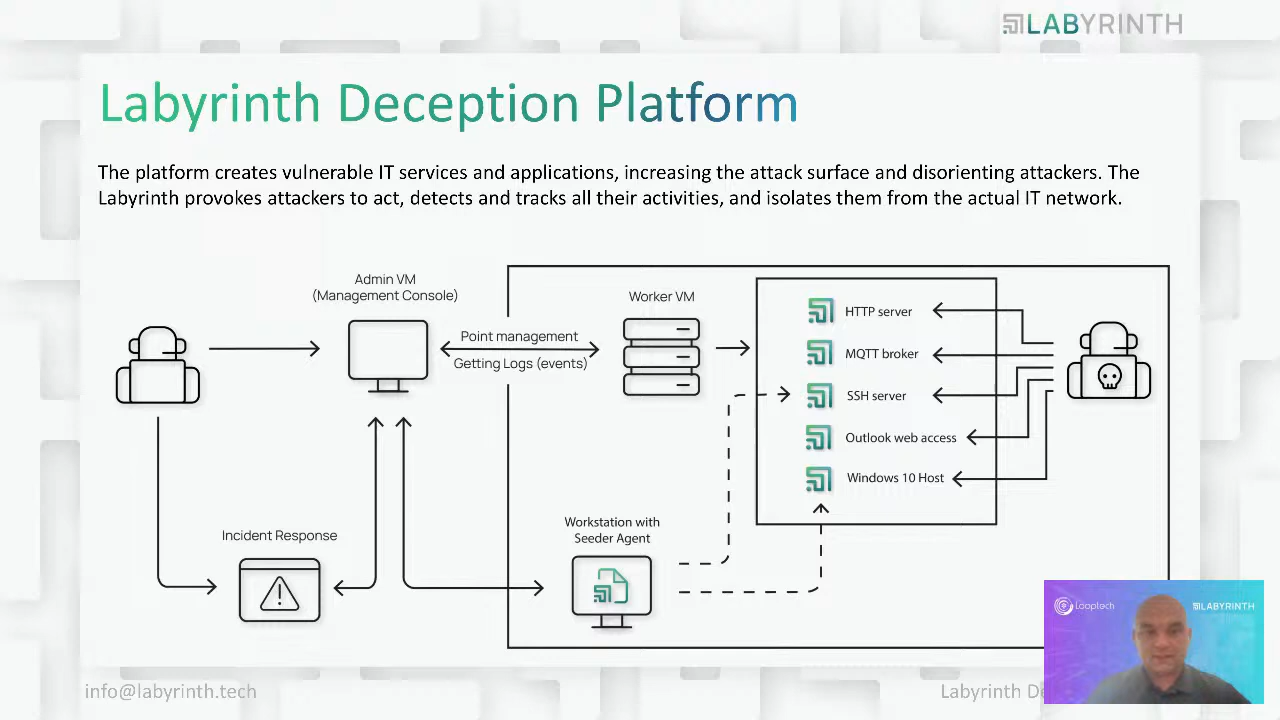 LABYRINTH
Labyrinth Deception Platform
The platform creates vulnerable IT services and applications, increasing the attack surface and disorienting attackers. The
Labyrinth provokes attackers to act, detects and tracks all their activities, and isolates them from the actual IT network.
Admin VM
(Management Console)
Point management
Getting Logs (events)
Worker VM
HTTP server
MQTT broker
SSH server
Outlook web access
Windows 10 Host
Incident Response
Workstation with
Seeder Agent
Looptech
LABYRINTH
info@labyrinth.tech
Labyrinth